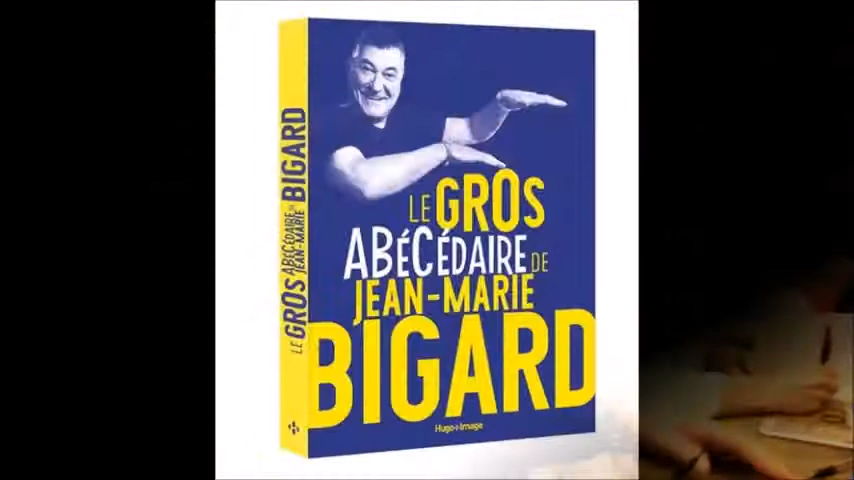 LE GROS
ABéCÉDAIRE DE
JEAN-MARIE
BIGARD
Hugo-Image
LE GROS ABéCÉDAIRE DE JEAN-MARIE BIGARD